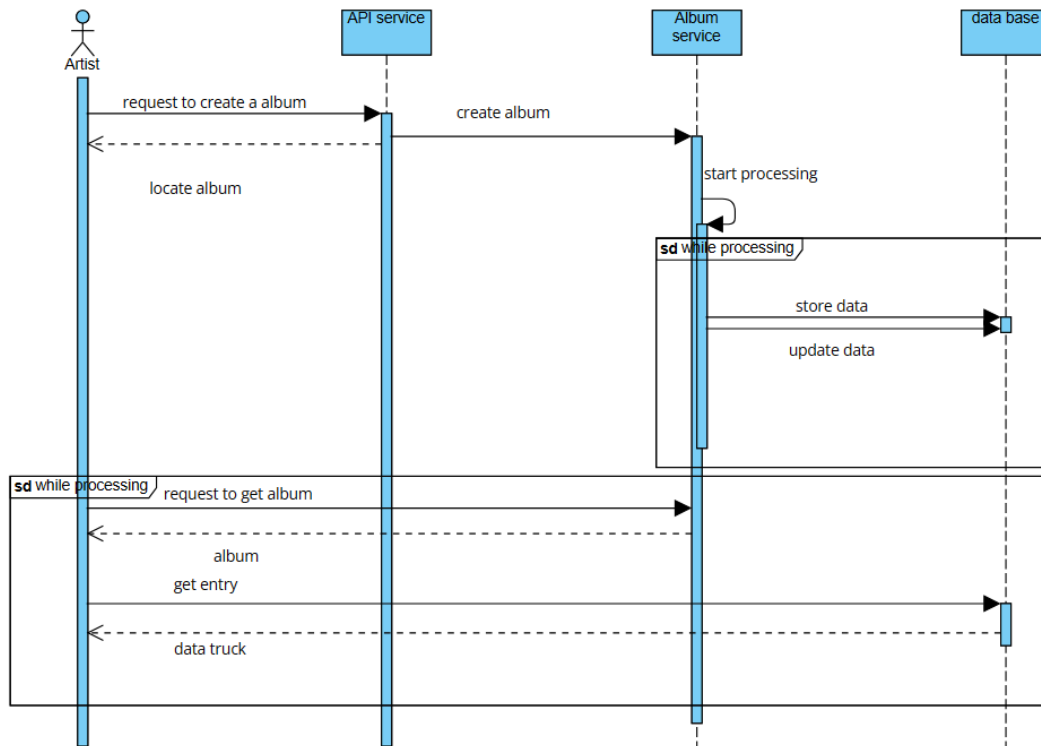 API service
Album
service
data base
Artist
request to create a album
create album
locate album
start processing
sd while processing
store data
update data
sd while processing
request to get album
album
get entry
data truck